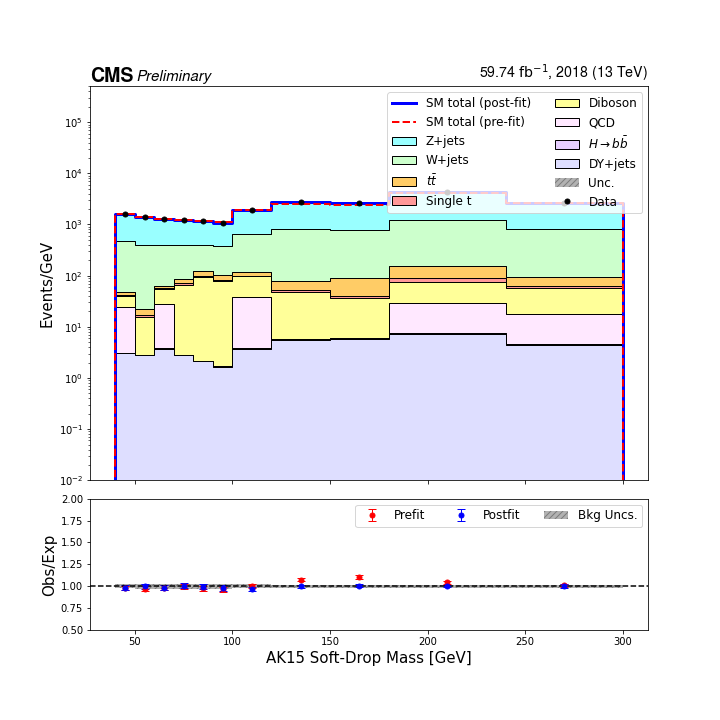 CMS Preliminary
59.74 fb⁻¹, 2018 (13 TeV)
SM total (post-fit)
SM total (pre-fit)
Z+jets
W+jets
tt̄
Single t
Diboson
QCD
H→bb̄
DY+jets
Unc.
Data
Events/GeV
10⁵
10⁴
10³
10²
10¹
10⁰
10⁻¹
10⁻²
Prefit
Postfit
Bkg Uncs.
Obs/Exp
2.00
1.75
1.50
1.25
1.00
0.75
0.50
50 100 150 200 250 300
AK15 Soft-Drop Mass [GeV]